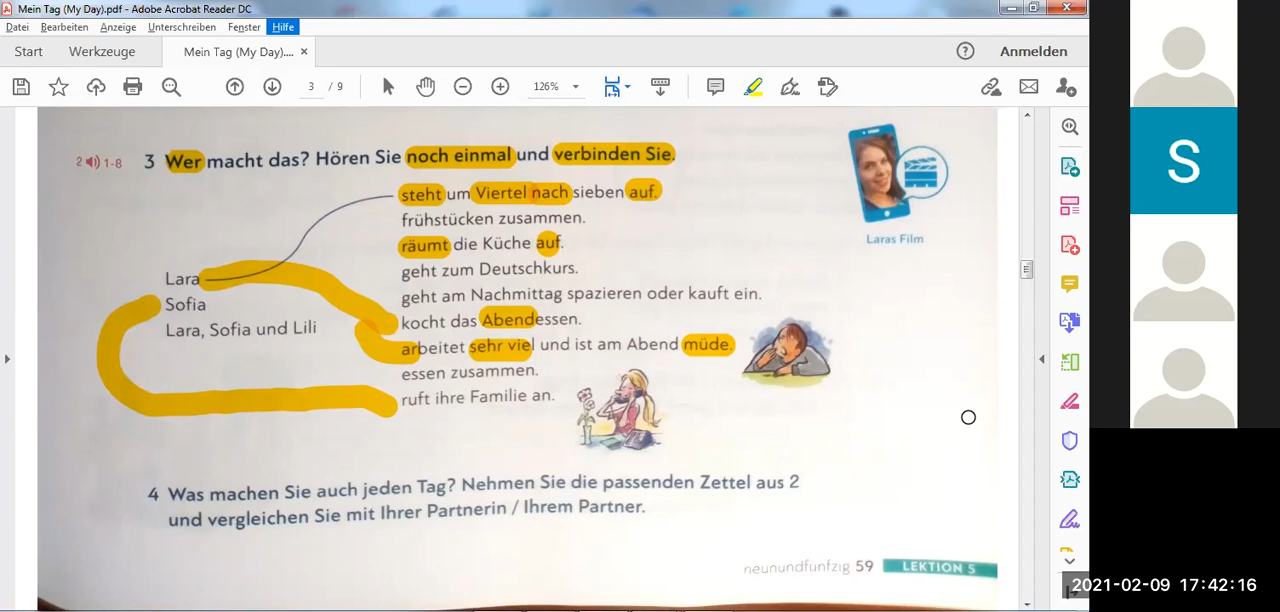 Mein Tag (My Day).pdf - Adobe Acrobat Reader DC
Datei Bearbeiten Anzeige Unterschreiben Fenster Hilfe
Start Werkzeuge Mein Tag (My Day).... × Anmelden
3 / 9 126%
2 1-8 3 Wer macht das? Hören Sie noch einmal und verbinden Sie.
steht um Viertel nach sieben auf.
frühstücken zusammen.
räumt die Küche auf.
geht zum Deutschkurs.
geht am Nachmittag spazieren oder kauft ein.
kocht das Abendessen.
arbeitet sehr viel und ist am Abend müde.
essen zusammen.
ruft ihre Familie an.
Lara
Sofia
Lara, Sofia und Lili
Laras Film
4 Was machen Sie auch jeden Tag? Nehmen Sie die passenden Zettel aus 2
und vergleichen Sie mit Ihrer Partnerin / Ihrem Partner.
neunundfünfzig 59 LEKTION 5
S
2021-02-09 17:42:16